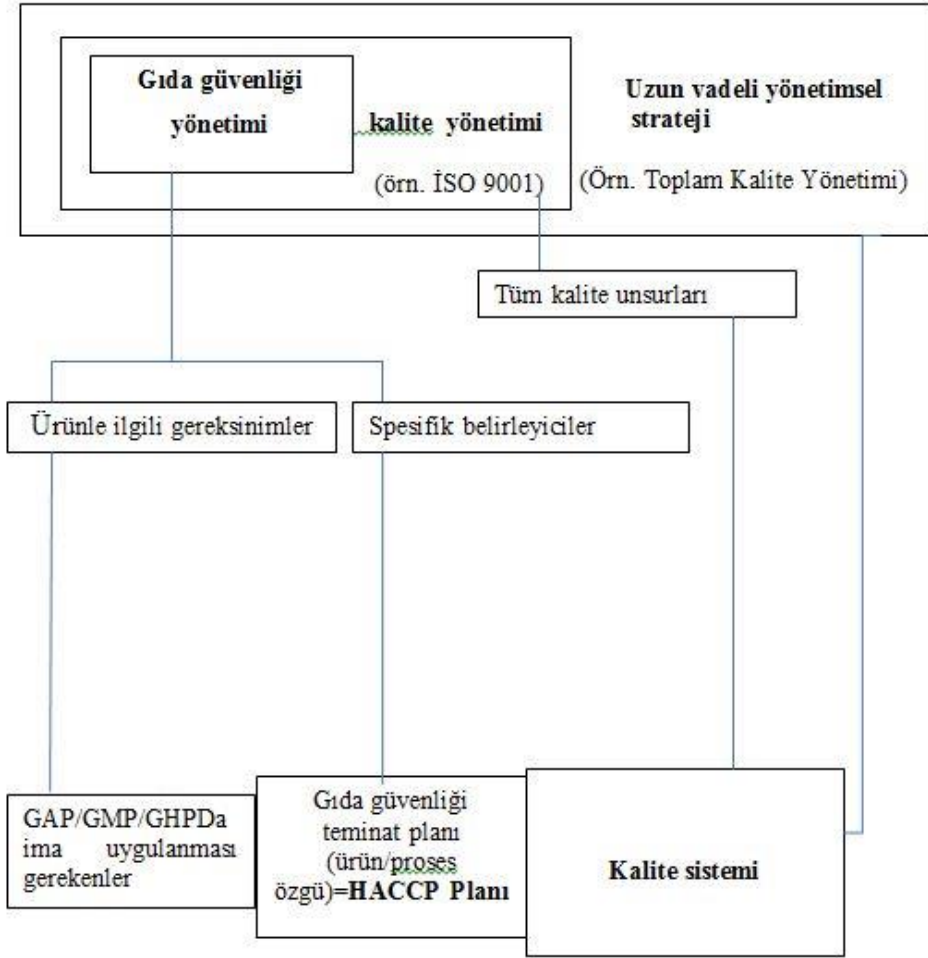 Gıda güvenliği
yönetimi
kalite yönetimi
(örn. İSO 9001)
Uzun vadeli yönetimsel
strateji
(Örn. Toplam Kalite Yönetimi)
Tüm kalite unsurları
Ürünle ilgili gereksinimler
Spesifik belirleyiciler
GAP/GMP/GHPDa
ima uygulanması
gerekenler
Gıda güvenliği
teminat planı
(ürün/proses
özgü)=HACCP Planı
Kalite sistemi